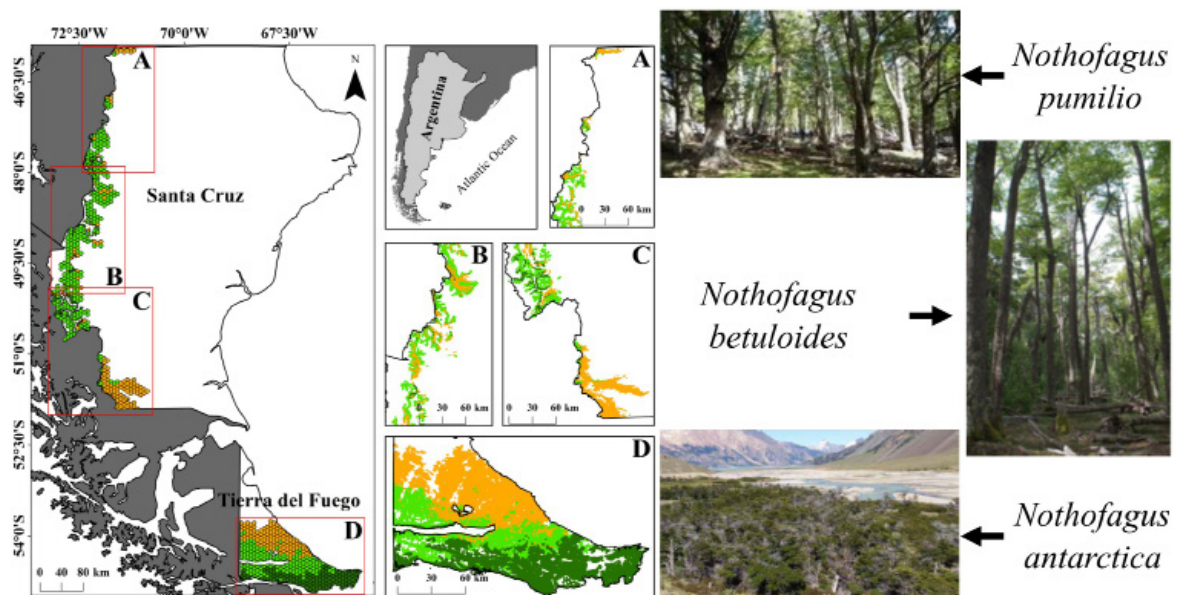 72°30'W
70°0'W
67°30'W
46°30'S
48°0'S
49°30'S
51°0'S
52°30'S
54°0'S
A
N
Santa Cruz
B
C
Tierra del Fuego
D
0 40 80 km
Argentina
Atlantic Ocean
A
0 30 60 km
B
0 30 60 km
C
0 30 60 km
D
0 30 60 km
Nothofagus
pumilio
Nothofagus
betuloides
Nothofagus
antarctica